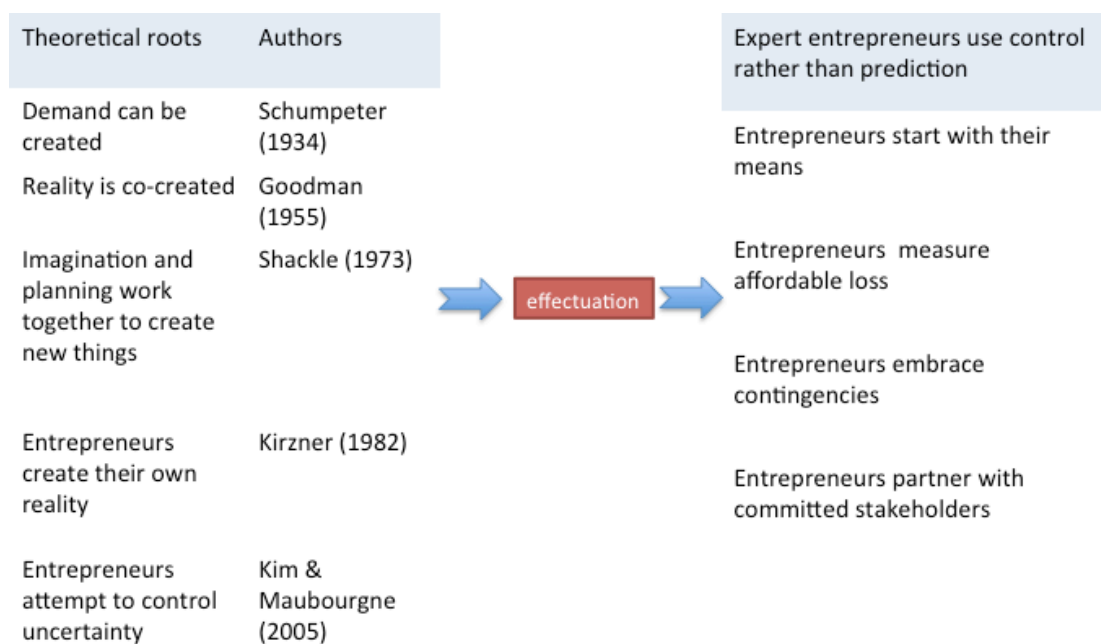 Theoretical roots Authors
Demand can be Schumpeter
created (1934)
Reality is co-created Goodman
(1955)
Imagination and Shackle (1973)
planning work
together to create
new things
Entrepreneurs Kirzner (1982)
create their own
reality
Entrepreneurs Kim &
attempt to control Maubourgne
uncertainty (2005)
effectuation
Expert entrepreneurs use control
rather than prediction
Entrepreneurs start with their
means
Entrepreneurs measure
affordable loss
Entrepreneurs embrace
contingencies
Entrepreneurs partner with
committed stakeholders